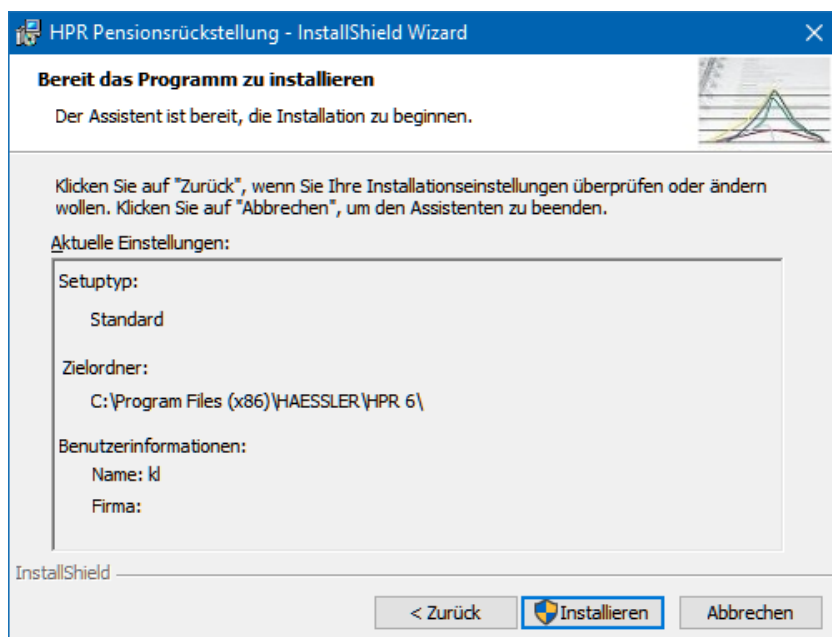 HPR Pensionsrückstellung - InstallShield Wizard
Bereit das Programm zu installieren
Der Assistent ist bereit, die Installation zu beginnen.
Klicken Sie auf "Zurück", wenn Sie Ihre Installationseinstellungen überprüfen oder ändern
wollen. Klicken Sie auf "Abbrechen", um den Assistenten zu beenden.
Aktuelle Einstellungen:
Setuptyp:
Standard
Zielordner:
C:\Program Files (x86)\HAESSLER\HPR 6\
Benutzerinformationen:
Name: kl
Firma:
InstallShield
< Zurück
Installieren
Abbrechen